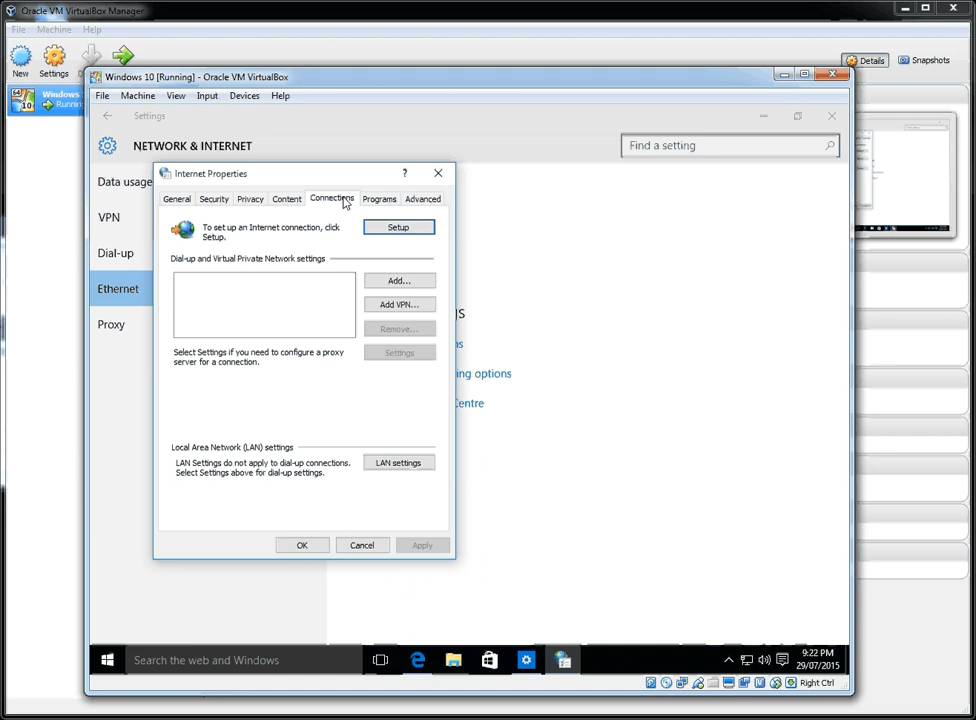 Oracle VM VirtualBox Manager
File Machine Help
New Settings
Details Snapshots
Windows
Running
Windows 10 [Running] - Oracle VM VirtualBox
File Machine View Input Devices Help
Settings
NETWORK & INTERNET
Find a setting
Data usage
VPN
Dial-up
Ethernet
Proxy
Internet Properties
General Security Privacy Content Connections Programs Advanced
To set up an Internet connection, click
Setup.
Setup
Dial-up and Virtual Private Network settings
Add...
Add VPN...
Remove...
Settings
Select Settings if you need to configure a proxy
server for a connection.
Local Area Network (LAN) settings
LAN Settings do not apply to dial-up connections.
Select Settings above for dial-up settings.
LAN settings
OK Cancel Apply
ing options
Centre
Search the web and Windows
9:22 PM
29/07/2015
Right Ctrl